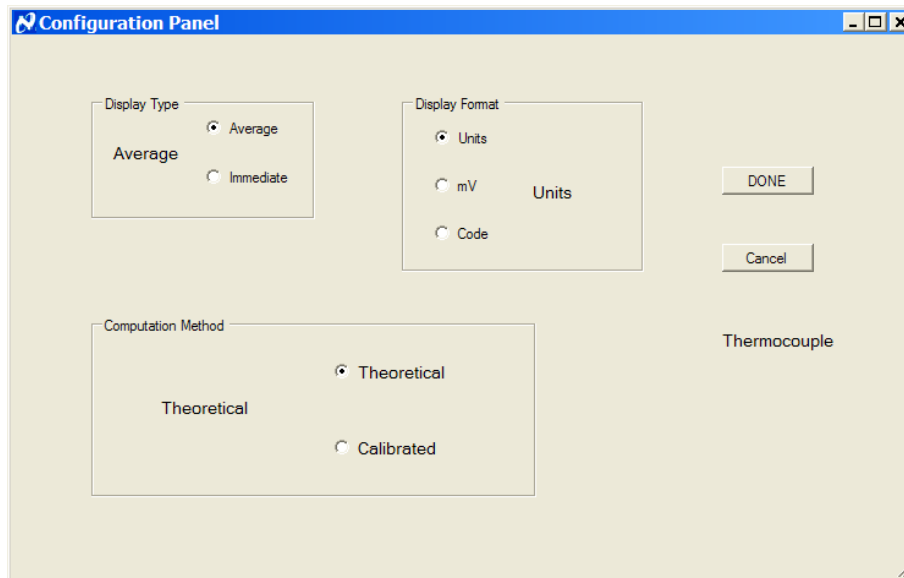 Configuration Panel
Display Type
Average
Average
Immediate
Display Format
Units
mV
Units
Code
DONE
Cancel
Computation Method
Theoretical
Theoretical
Calibrated
Thermocouple